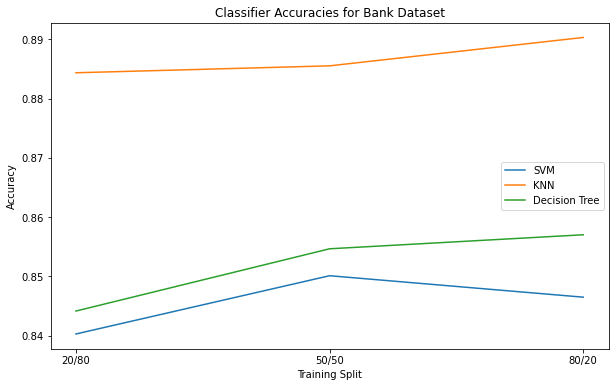 Classifier Accuracies for Bank Dataset
0.89
0.88
0.87
0.86
0.85
0.84
Accuracy
SVM
KNN
Decision Tree
20/80
50/50
80/20
Training Split